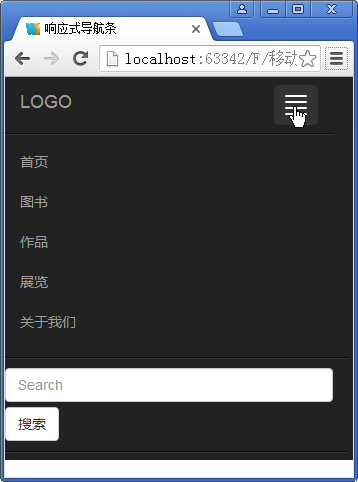 响应式导航条
localhost:63342/F/移动
LOGO
首页
图书
作品
展览
关于我们
Search
搜索